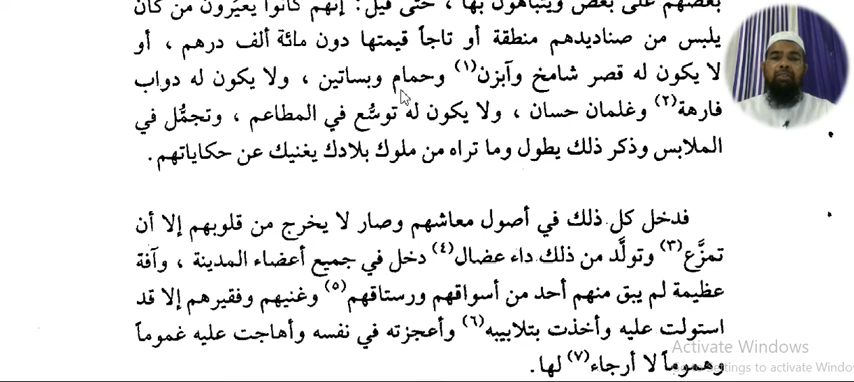 بعضهم على بعض ويتباهون بها ، حتى قيل : إنهم كانوا يعيّرون من كان
يلبس من صناديدهم منطقة أو تاجاً قيمتها دون مائة ألف درهم ، أو
لا يكون له قصر شامخ وآبزن(١) وحمام وبساتين ، ولا يكون له دواب
فارهة(٢) وغلمان حسان ، ولا يكون له توسُّع في المطاعم ، وتجمُّل في
الملابس وذكر ذلك يطول وما تراه من ملوك بلادك يغنيك عن حكاياتهم .
فدخل كل ذلك في أصول معاشهم وصار لا يخرج من قلوبهم إلا أن
تمزَّع(٣) وتولَّد من ذلك داء عضال(٤) دخل في جميع أعضاء المدينة ، وآفة
عظيمة لم يبق منهم أحد من أسواقهم ورستاقهم(٥) وغنيهم وفقيرهم إلا قد
استولت عليه وأخذت بتلابيبه(٦) وأعجزته في نفسه وأهاجت عليه غموماً
وهموماً لا أرجاء(٧) لها .
Activate Windows
Go to Settings to activate Windo